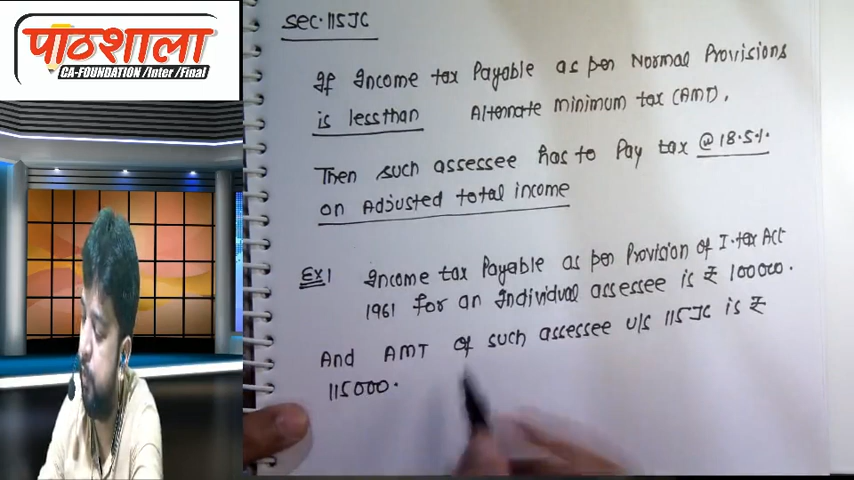 पाठशाला
CA-FOUNDATION /Inter /Final
Sec. 115JC
If Income tax Payable as per Normal Provisions
is less than Alternate minimum tax (AMT).
Then such assessee has to Pay tax @ 18.5%.
on Adjusted total income
Ex1 Income tax Payable as per Provision of I.tax Act
1961 for an Individual assessee is ₹ 100000.
And AMT of such assessee u/s 115JC is ₹
115000.